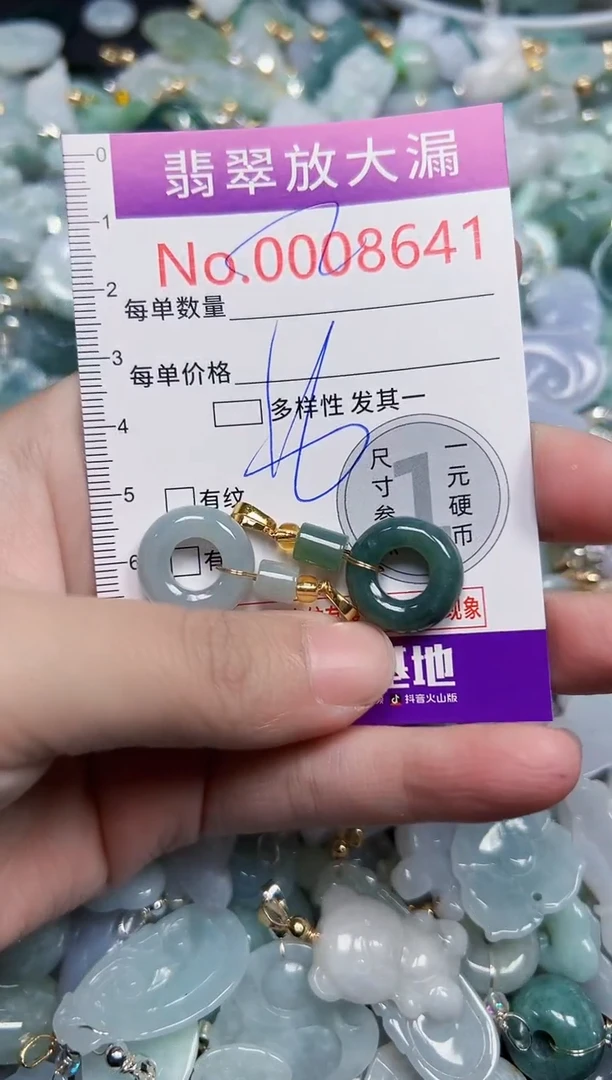 翡翠放大漏
No.0008641
每单数量
每单价格
多样性 发其一
有纹
有
尺寸参
1
一元硬币
现象
基地
抖音火山版
0
1
2
3
4
5
6